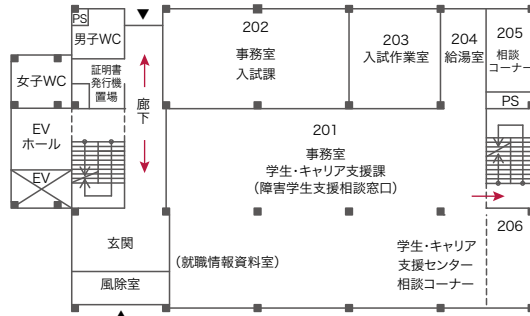 PS
男子WC
女子WC
証明書
発行機
置場
廊
下
EV
ホール
EV
玄関
風除室
202
事務室
入試課
203
入試作業室
204
給湯室
205
相談
コーナー
PS
201
事務室
学生・キャリア支援課
（障害学生支援相談窓口）
（就職情報資料室）
学生・キャリア
支援センター
相談コーナー
206